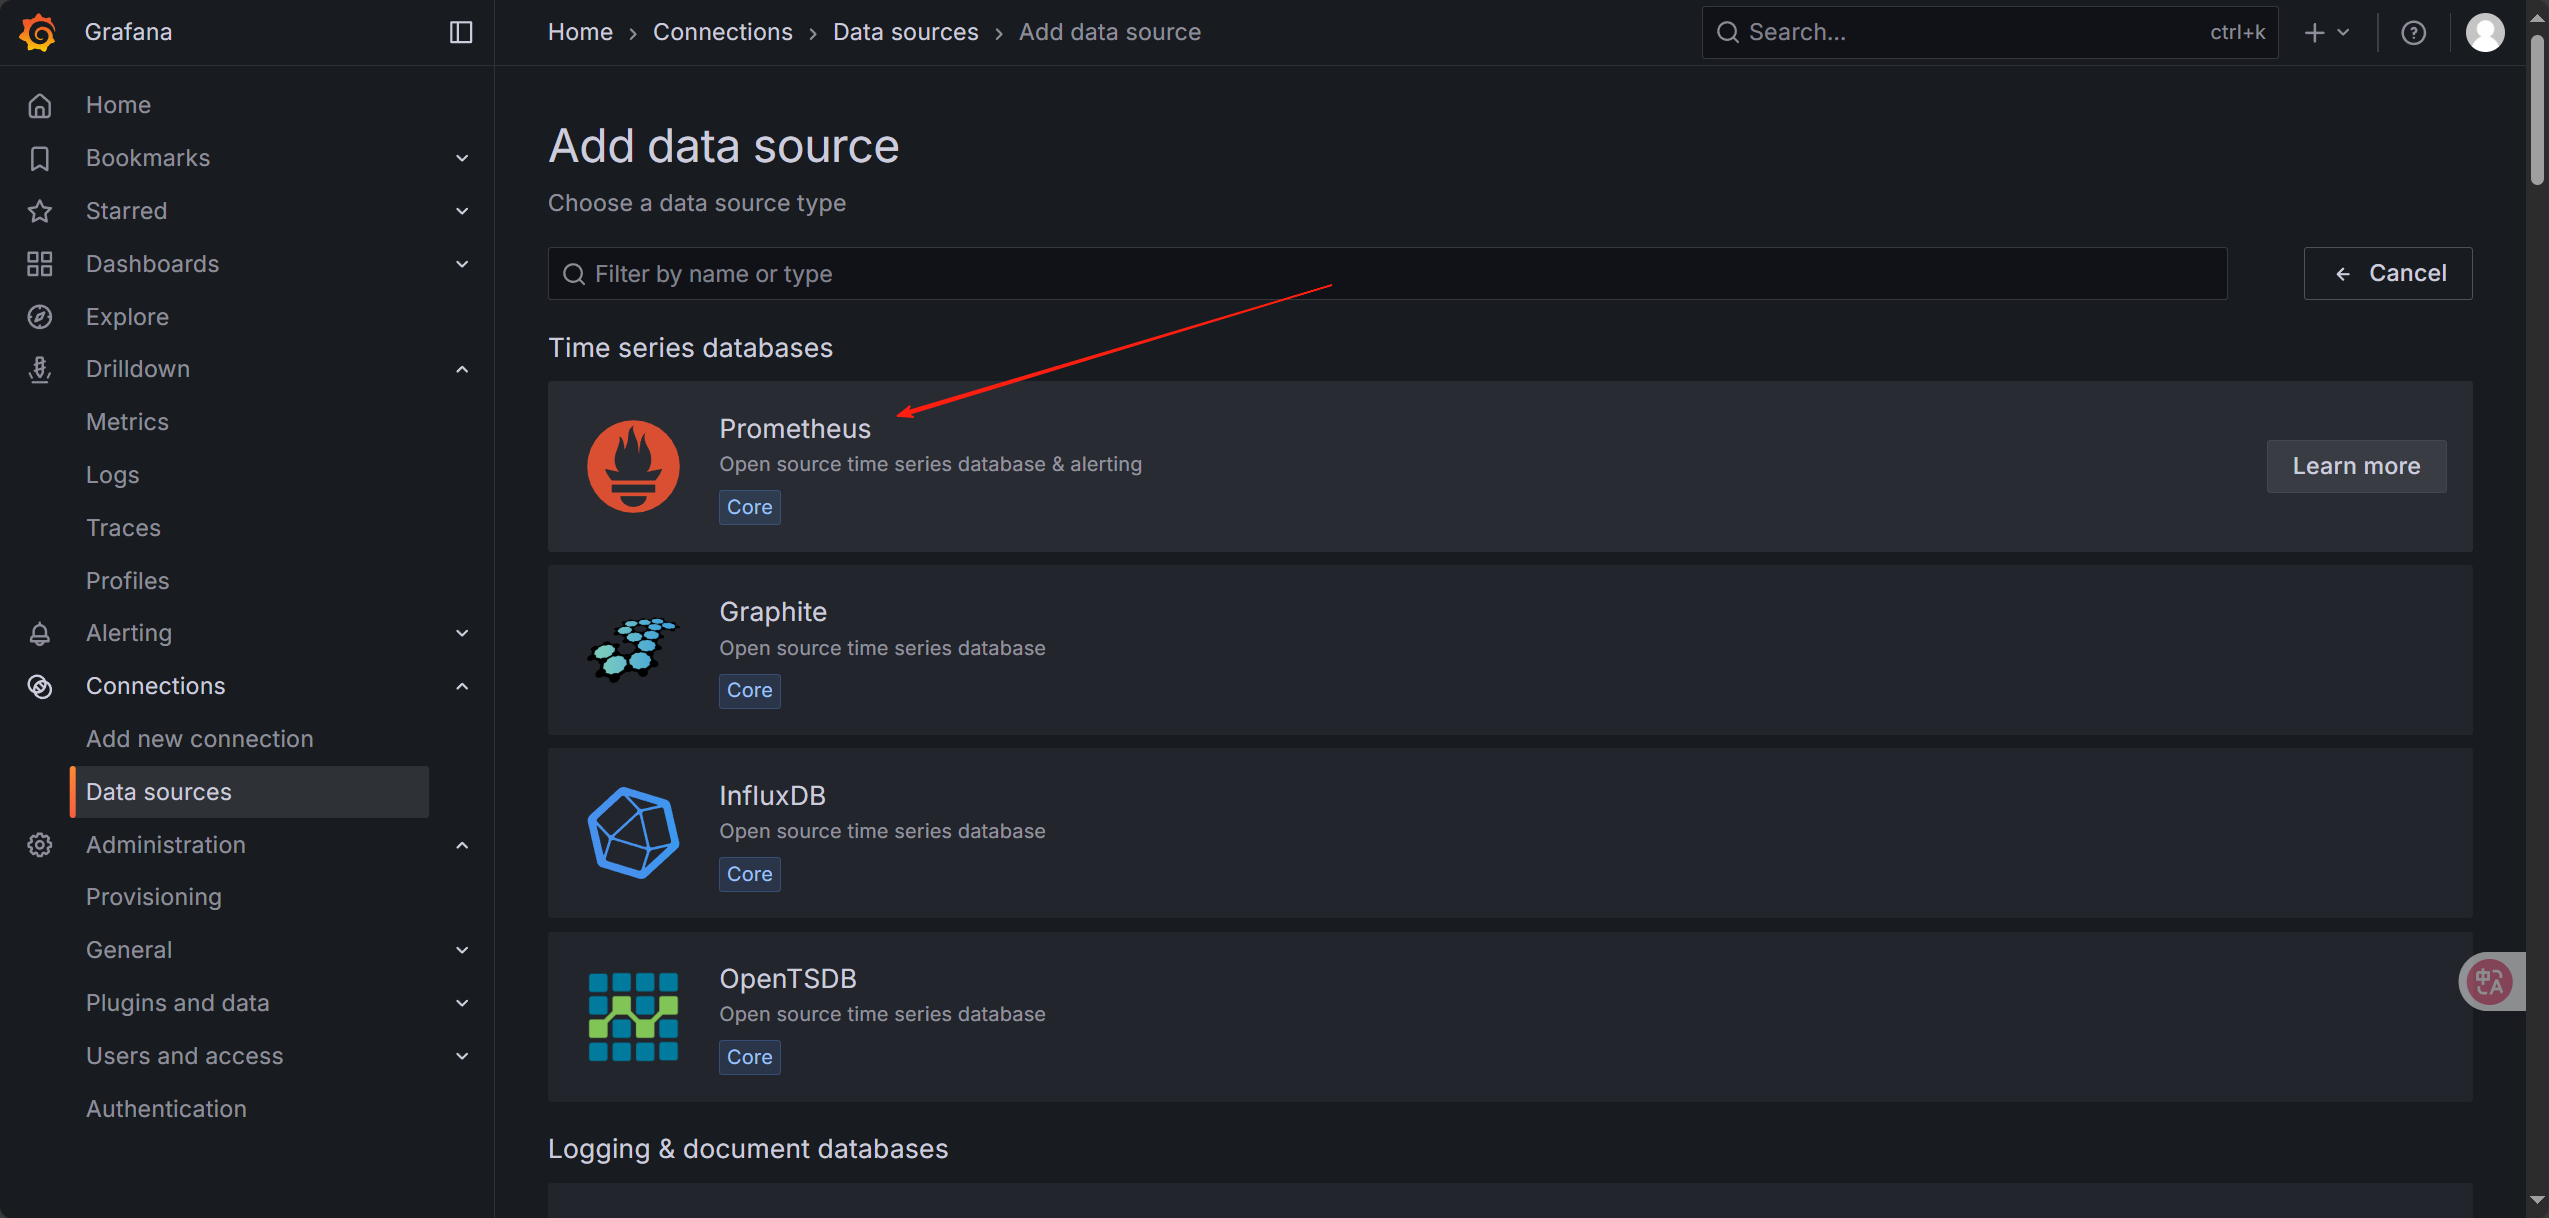 Grafana
Home
Bookmarks
Starred
Dashboards
Explore
Drilldown
Metrics
Logs
Traces
Profiles
Alerting
Connections
Add new connection
Data sources
Administration
Provisioning
General
Plugins and data
Users and access
Authentication
Home › Connections › Data sources › Add data source
Search... ctrl+k
Add data source
Choose a data source type
Filter by name or type
Cancel
Time series databases
Prometheus
Open source time series database & alerting
Core
Learn more
Graphite
Open source time series database
Core
InfluxDB
Open source time series database
Core
OpenTSDB
Open source time series database
Core
中A
Logging & document databases